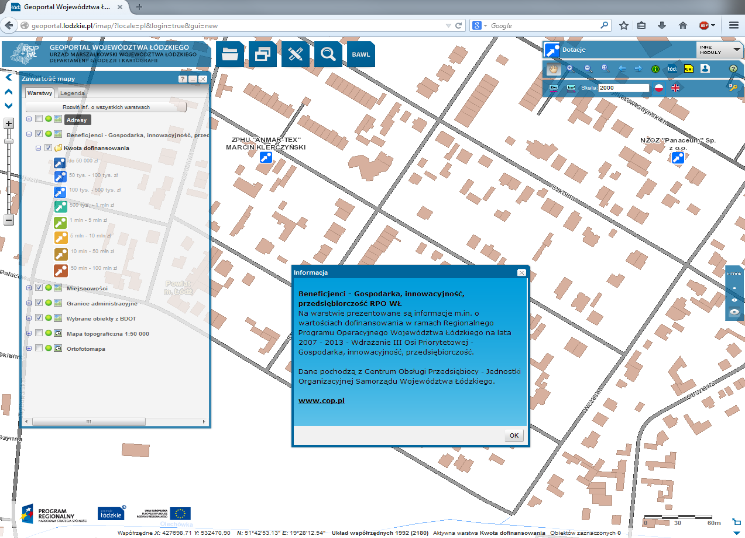 Geoportal Województwa Ł...
geoportal.lodzkie.pl/imap/?locale=pl&login=true&gui=new
Google
GEOPORTAL WOJEWÓDZTWA ŁÓDZKIEGO
URZĄD MARSZAŁKOWSKI WOJEWÓDZTWA ŁÓDZKIEGO
DEPARTAMENT GEODEZJI I KARTOGRAFII
BAWŁ
Dotacje
INNE
MODUŁY
Skala 2000
Zawartość mapy
Warstwy Legenda
Rozwiń inf. o wszystkich warstwach
Adresy
Beneficjenci - Gospodarka, innowacyjność, przed
Kwota dofinansowania
do 50 000 zł
50 tys. - 100 tys. zł
100 tys. - 500 tys. zł
500 tys. - 1 mln zł
1 mln - 5 mln zł
5 mln - 10 mln zł
10 mln - 50 mln zł
50 mln - 100 mln zł
Miejscowości
Granice administracyjne
Wybrane obiekty z BDOT
Mapa topograficzna 1:50 000
Ortofotomapa
ZPHU "ANMAR-TEX"
MARCIN KLERCZYŃSKI
NZOZ "Panaceum" Sp.
z o.o.
Informacja
Beneficjenci - Gospodarka, innowacyjność,
przedsiębiorczość RPO WŁ
Na warstwie prezentowane są informacje m.in. o
wartościach dofinansowania w ramach Regionalnego
Programu Operacyjnego Województwa Łódzkiego na lata
2007 - 2013 - Wdrażanie III Osi Priorytetowej -
Gospodarka, innowacyjność, przedsiębiorczość.
Dane pochodzą z Centrum Obsługi Przedsiębiorcy - Jednostki
Organizacyjnej Samorządu Województwa Łódzkiego.
www.cop.pl
OK
PROGRAM
REGIONALNY
łódzkie
0 30 60m
Współrzędne X: 427898.71 Y: 532476.90 N: 51°42'53.13" E: 19°28'12.94" Układ współrzędnych 1992 (2180) Aktywna warstwa Kwota dofinansowania Obiektów zaznaczonych 0